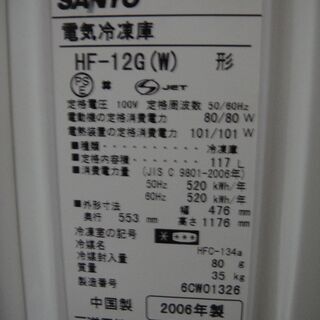 SANYO
電気冷凍庫
HF-12G(W) 形
PS E JET
定格電圧 100V 定格周波数 50/60Hz
電動機の定格消費電力 80/80 W
電熱装置の定格消費電力 101/101 W
■種類・・・・・・・・・冷凍庫
■定格内容積・・・・・・・117 L
■消費電力量 (JIS C 9801-2006年)
50Hz 520 kWh/年
60Hz 520 kWh/年
■外形寸法 幅 476 mm
奥行 553 mm 高さ 1176 mm
冷凍室の記号 ****
冷媒 HFC-134a
冷媒封入量 80 g
質量 35 kg
製造番号 6CW01326
中国製 2006年製